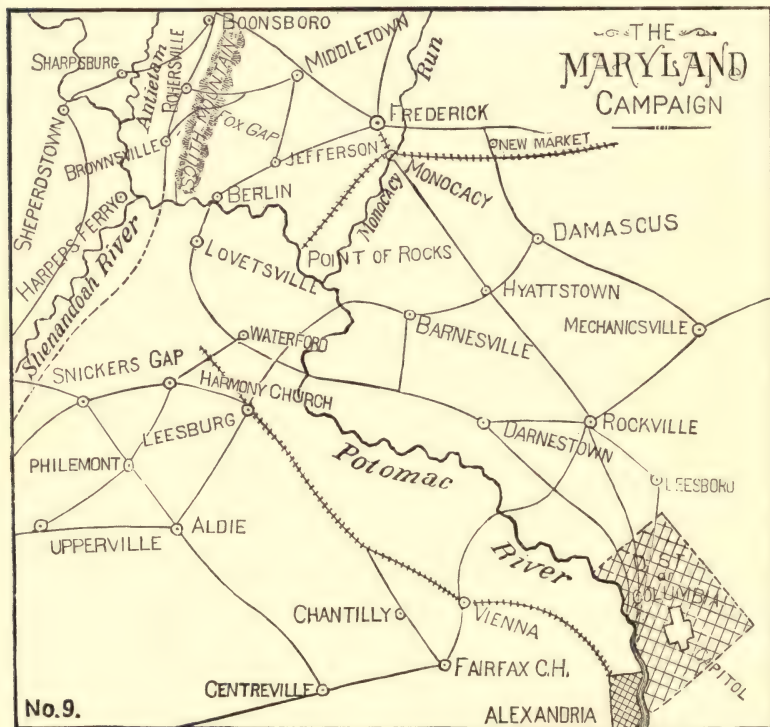 THE
MARYLAND
CAMPAIGN
BOONSBORO
SHARPSBURG
Antietam
ROHERSVILLE
SOUTH MOUNTAIN
MIDDLETOWN
Run
FREDERICK
FOX GAP
NEW MARKET
SHEPERDSTOWN
BROWNSVILLE
JEFFERSON
MONOCACY
Monocacy
BERLIN
HARPERS FERRY
DAMASCUS
LOVETSVILLE
POINT OF ROCKS
Shenandoah River
HYATTSTOWN
BARNESVILLE
MECHANICSVILLE
WATERFORD
SNICKERS GAP
HARMONY CHURCH
LEESBURG
ROCKVILLE
DARNESTOWN
Potomac
River
PHILEMONT
LEESBORO
UPPERVILLE
ALDIE
DIST.
of
COLUMBIA
CAPITOL
CHANTILLY
VIENNA
FAIRFAX C.H.
CENTREVILLE
ALEXANDRIA
No.9.